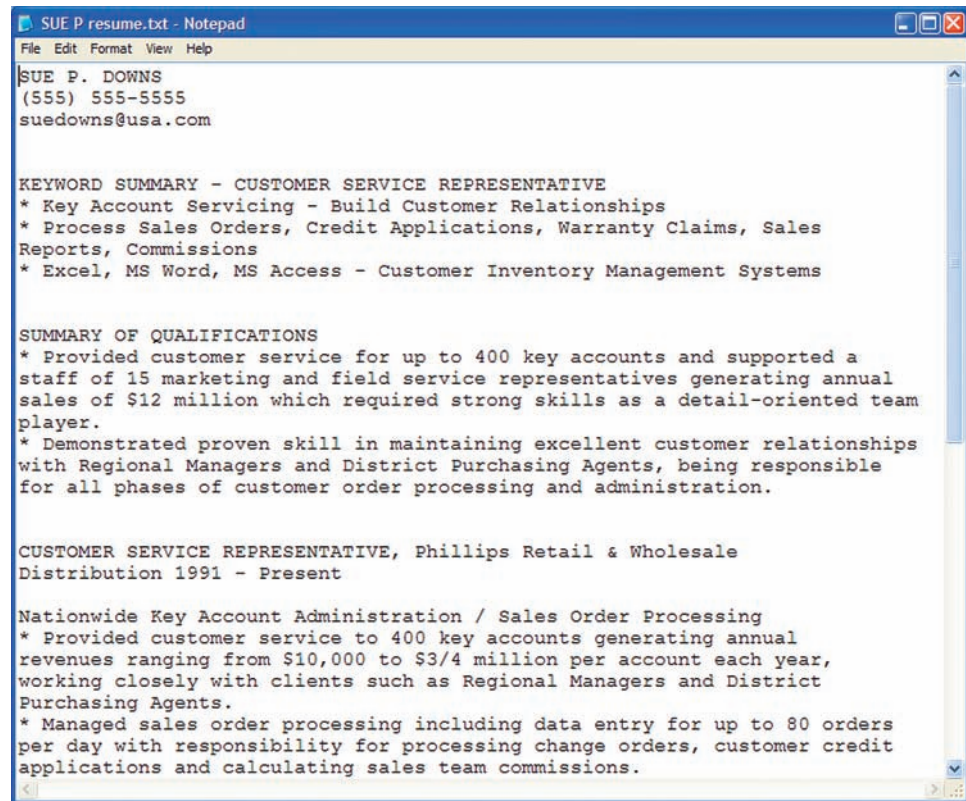 SUE P resume.txt - Notepad
File Edit Format View Help
SUE P. DOWNS
(555) 555-5555
suedowns@usa.com
KEYWORD SUMMARY - CUSTOMER SERVICE REPRESENTATIVE
* Key Account Servicing - Build Customer Relationships
* Process Sales Orders, Credit Applications, Warranty Claims, Sales
Reports, Commissions
* Excel, MS Word, MS Access - Customer Inventory Management Systems
SUMMARY OF QUALIFICATIONS
* Provided customer service for up to 400 key accounts and supported a
staff of 15 marketing and field service representatives generating annual
sales of $12 million which required strong skills as a detail-oriented team
player.
* Demonstrated proven skill in maintaining excellent customer relationships
with Regional Managers and District Purchasing Agents, being responsible
for all phases of customer order processing and administration.
CUSTOMER SERVICE REPRESENTATIVE, Phillips Retail & Wholesale
Distribution 1991 - Present
Nationwide Key Account Administration / Sales Order Processing
* Provided customer service to 400 key accounts generating annual
revenues ranging from $10,000 to $3/4 million per account each year,
working closely with clients such as Regional Managers and District
Purchasing Agents.
* Managed sales order processing including data entry for up to 80 orders
per day with responsibility for processing change orders, customer credit
applications and calculating sales team commissions.